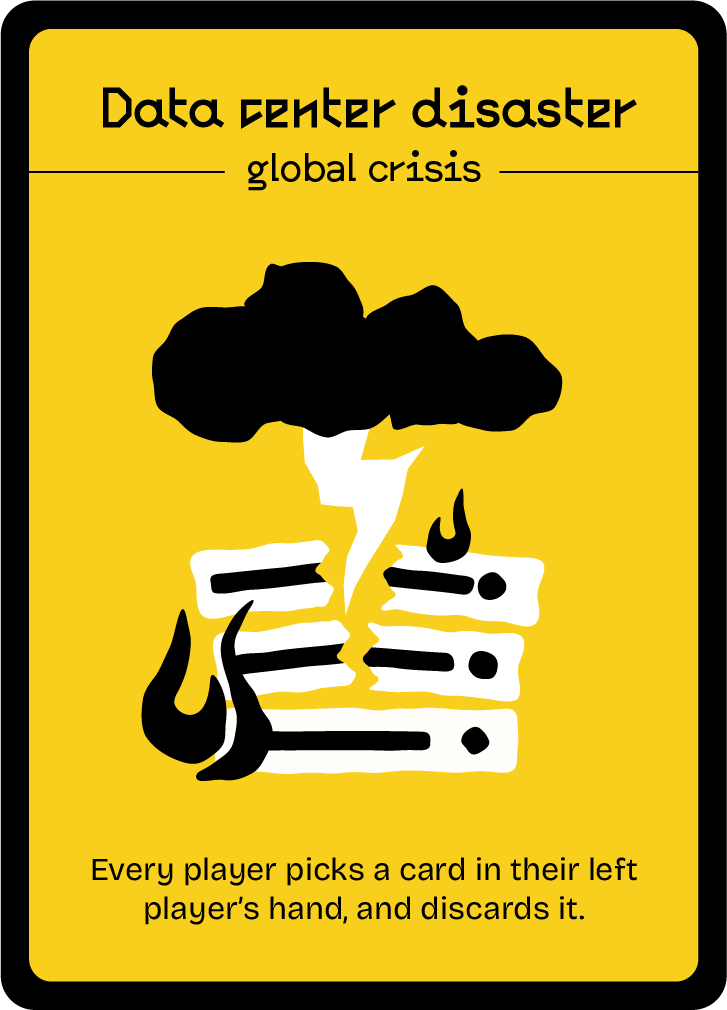 Data center disaster
global crisis
Every player picks a card in their left
player's hand, and discards it.